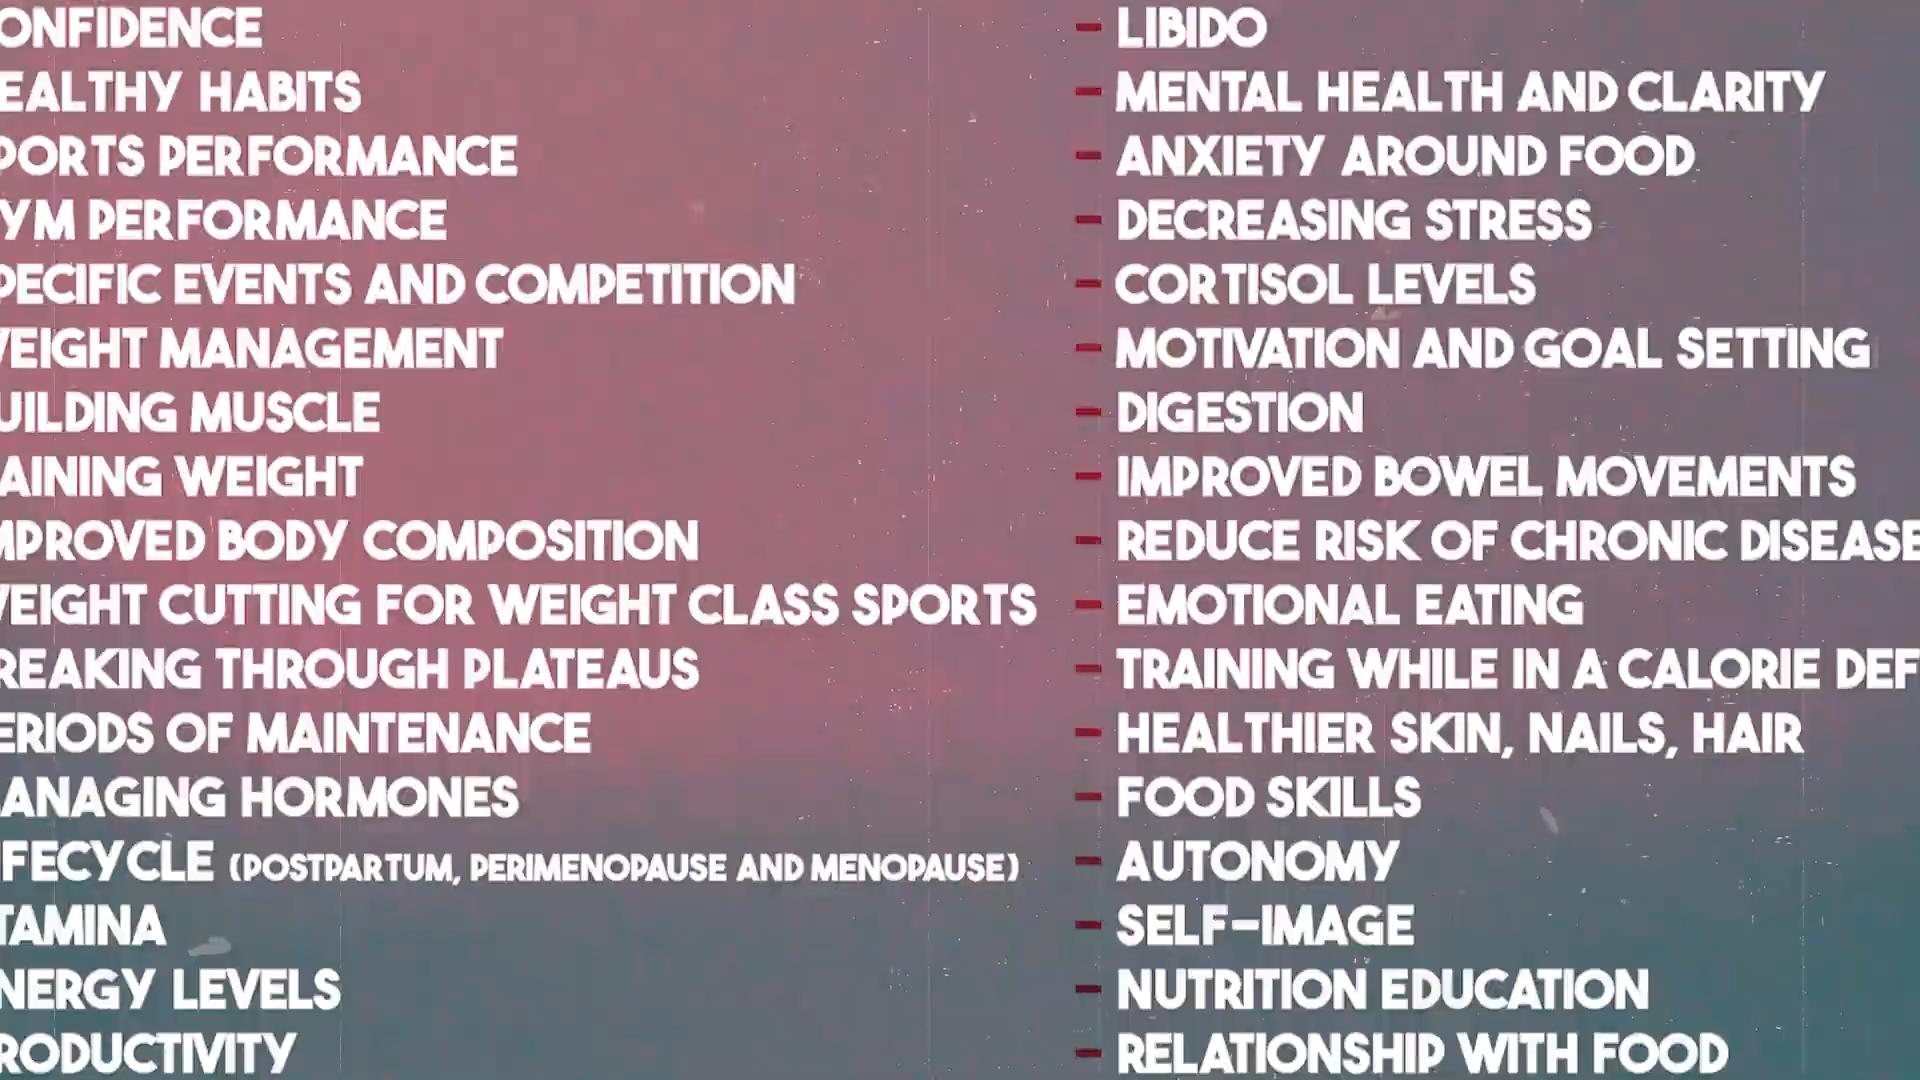 ONFIDENCE
EALTHY HABITS
PORTS PERFORMANCE
YM PERFORMANCE
PECIFIC EVENTS AND COMPETITION
EIGHT MANAGEMENT
UILDING MUSCLE
AINING WEIGHT
MPROVED BODY COMPOSITION
EIGHT CUTTING FOR WEIGHT CLASS SPORTS
REAKING THROUGH PLATEAUS
ERIODS OF MAINTENANCE
ANAGING HORMONES
IFECYCLE (POSTPARTUM, PERIMENOPAUSE AND MENOPAUSE)
TAMINA
NERGY LEVELS
RODUCTIVITY
- LIBIDO
- MENTAL HEALTH AND CLARITY
- ANXIETY AROUND FOOD
- DECREASING STRESS
- CORTISOL LEVELS
- MOTIVATION AND GOAL SETTING
- DIGESTION
- IMPROVED BOWEL MOVEMENTS
- REDUCE RISK OF CHRONIC DISEASE
- EMOTIONAL EATING
- TRAINING WHILE IN A CALORIE DEF
- HEALTHIER SKIN, NAILS, HAIR
- FOOD SKILLS
- AUTONOMY
- SELF-IMAGE
- NUTRITION EDUCATION
- RELATIONSHIP WITH FOOD